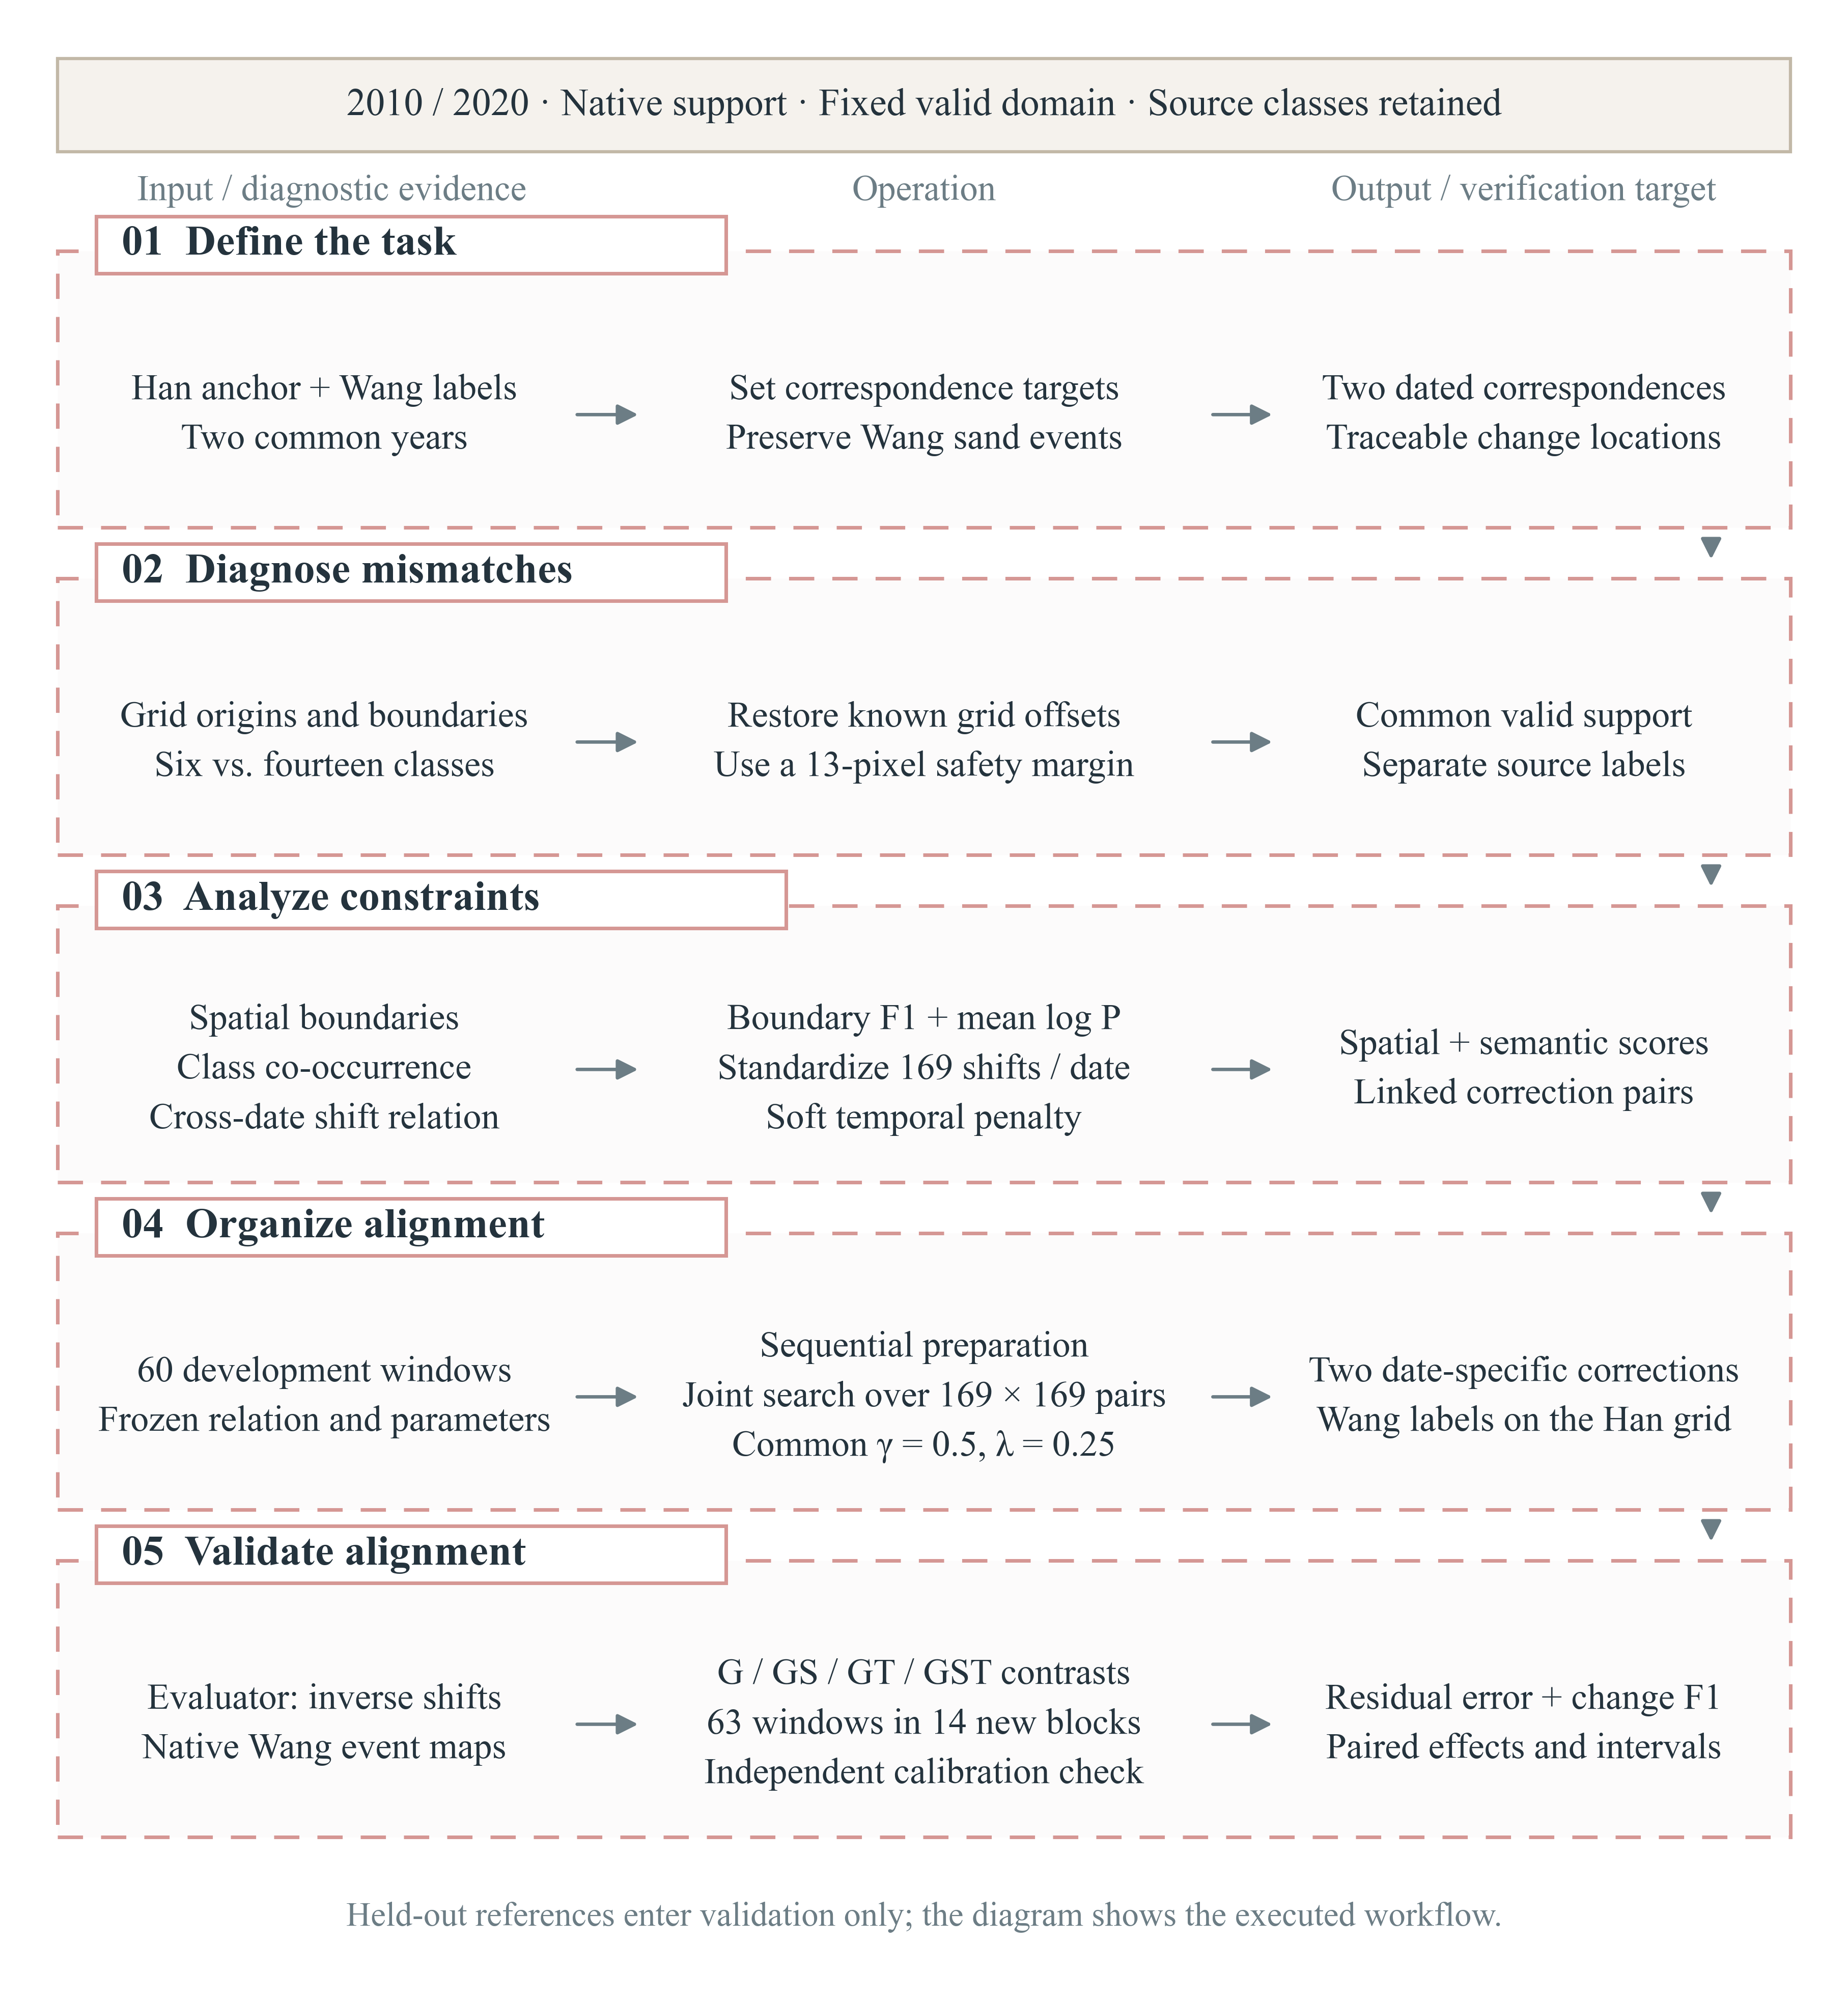 2010 / 2020 · Native support · Fixed valid domain · Source classes retained
Input / diagnostic evidence
Operation
Output / verification target
01 Define the task
Han anchor + Wang labels
Two common years
Set correspondence targets
Preserve Wang sand events
Two dated correspondences
Traceable change locations
02 Diagnose mismatches
Grid origins and boundaries
Six vs. fourteen classes
Restore known grid offsets
Use a 13-pixel safety margin
Common valid support
Separate source labels
03 Analyze constraints
Spatial boundaries
Class co-occurrence
Cross-date shift relation
Boundary F1 + mean log P
Standardize 169 shifts / date
Soft temporal penalty
Spatial + semantic scores
Linked correction pairs
04 Organize alignment
60 development windows
Frozen relation and parameters
Sequential preparation
Joint search over 169 × 169 pairs
Common γ = 0.5, λ = 0.25
Two date-specific corrections
Wang labels on the Han grid
05 Validate alignment
Evaluator: inverse shifts
Native Wang event maps
G / GS / GT / GST contrasts
63 windows in 14 new blocks
Independent calibration check
Residual error + change F1
Paired effects and intervals
Held-out references enter validation only; the diagram shows the executed workflow.